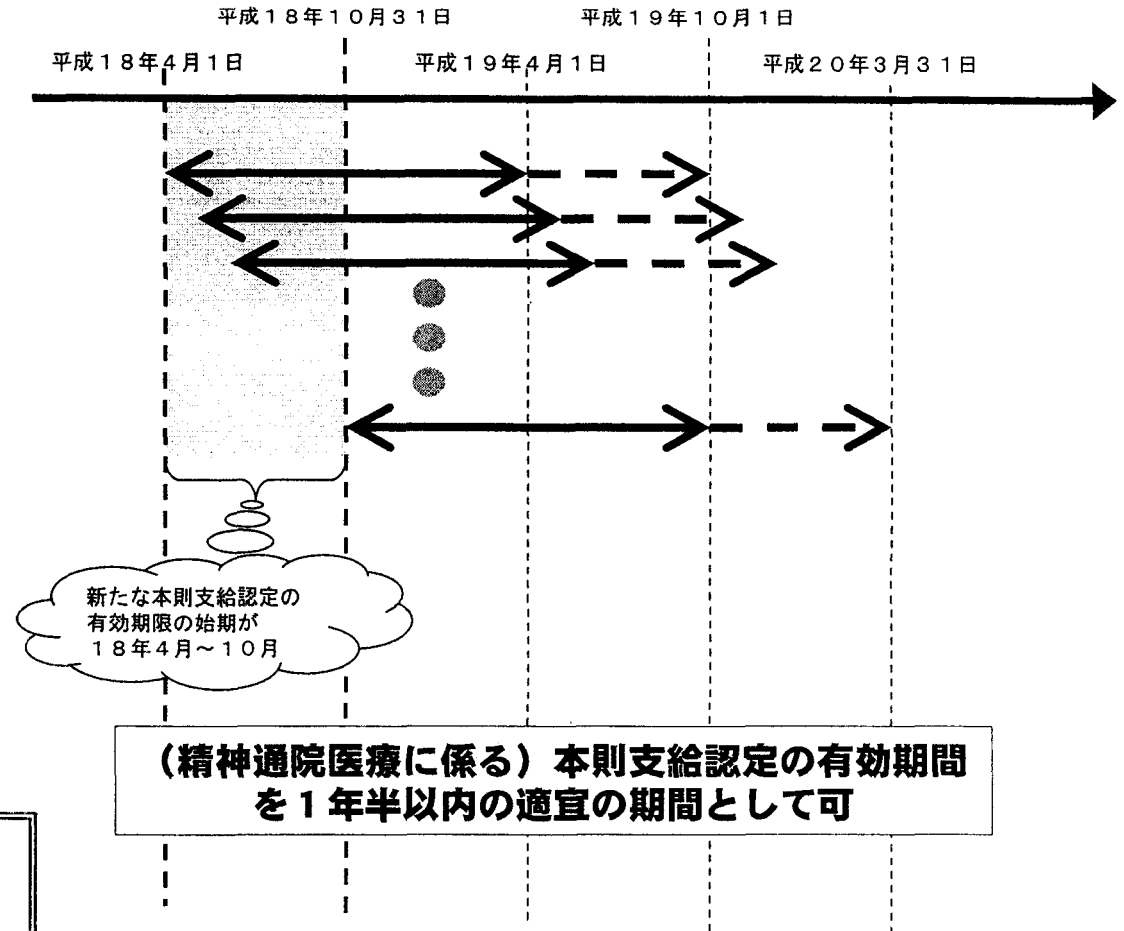 平成１８年１０月３１日
平成１９年１０月１日
平成１８年４月１日
平成１９年４月１日
平成２０年３月３１日
新たな本則支給認定の
有効期限の始期が
１８年４月～１０月
（精神通院医療に係る）本則支給認定の有効期間
を１年半以内の適宜の期間として可